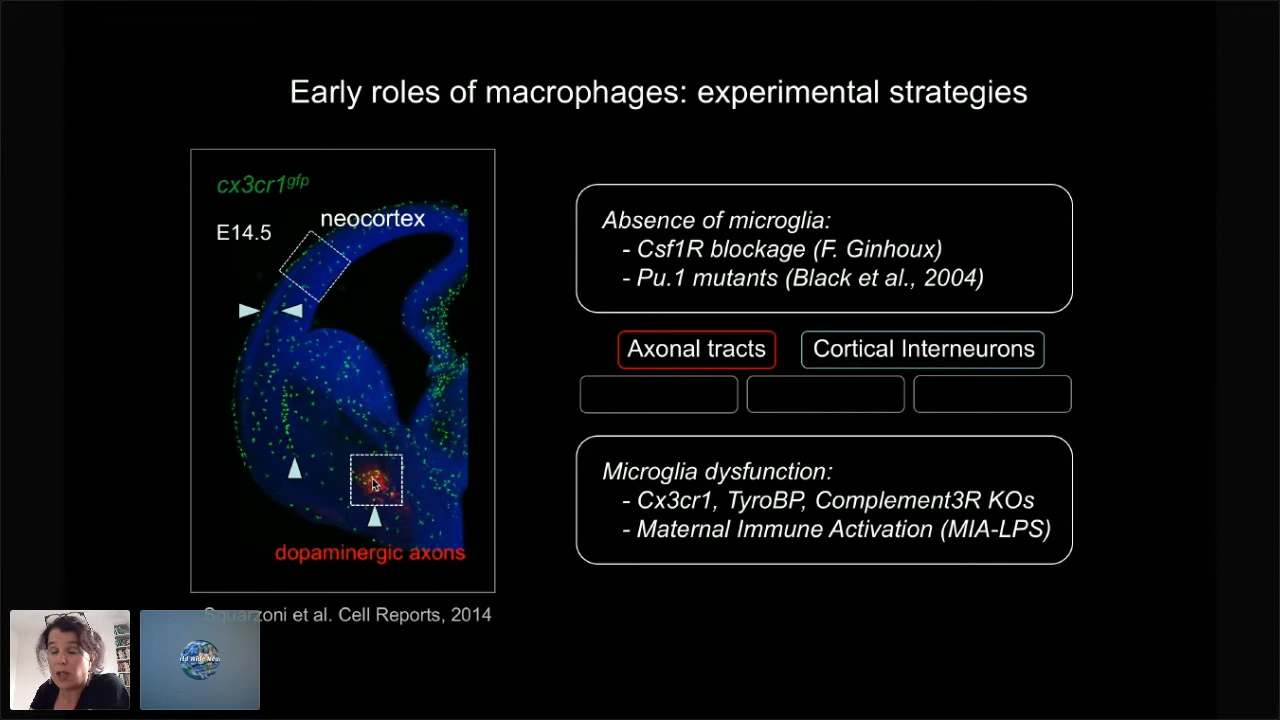 Early roles of macrophages: experimental strategies
cx3cr1gfp
E14.5
neocortex
dopaminergic axons
Squarzoni et al. Cell Reports, 2014
Absence of microglia:
- Csf1R blockage (F. Ginhoux)
- Pu.1 mutants (Black et al., 2004)
Axonal tracts
Cortical Interneurons
Microglia dysfunction:
- Cx3cr1, TyroBP, Complement3R KOs
- Maternal Immune Activation (MIA-LPS)